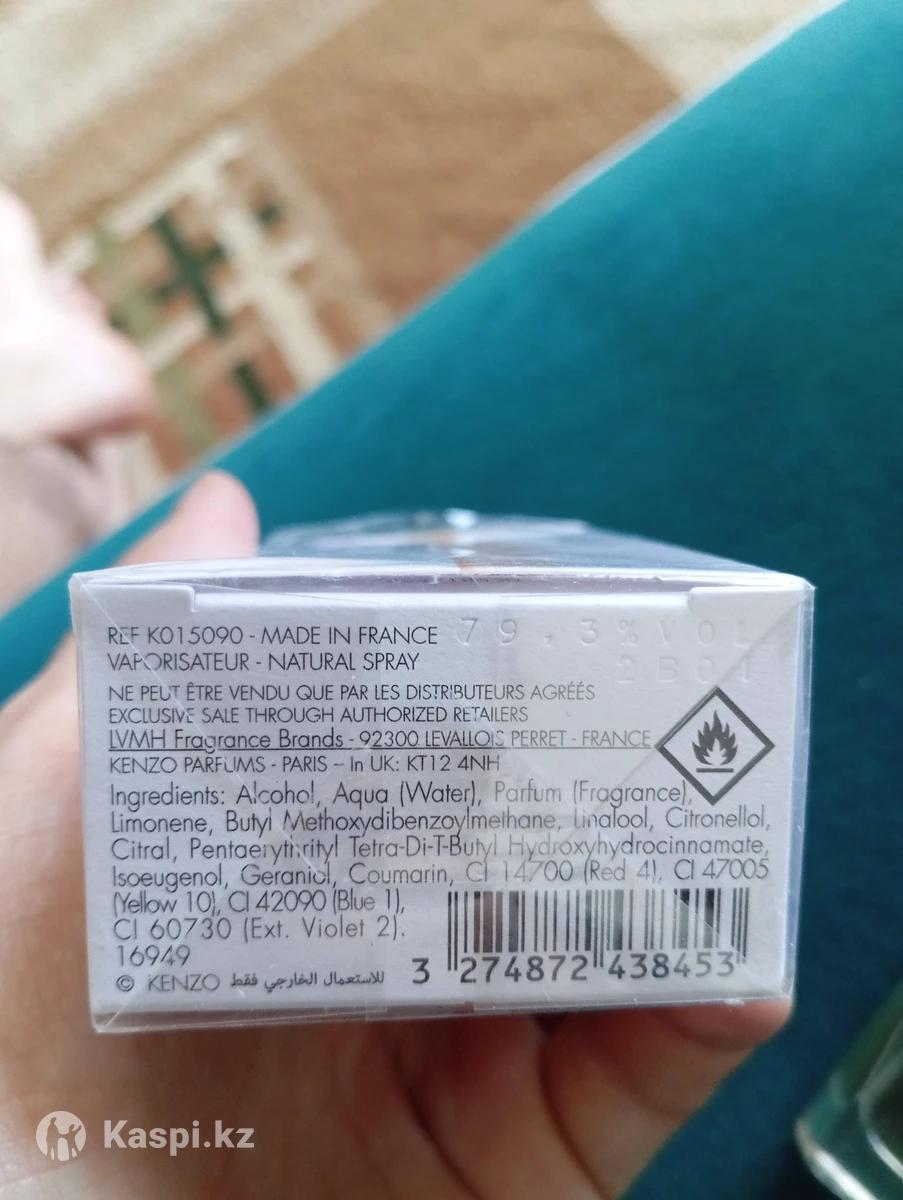 REF K015090 - MADE IN FRANCE 79.3%VOL
VAPORISATEUR - NATURAL SPRAY 2B01
NE PEUT ÊTRE VENDU QUE PAR LES DISTRIBUTEURS AGRÉÉS
EXCLUSIVE SALE THROUGH AUTHORIZED RETAILERS
LVMH Fragrance Brands - 92300 LEVALLOIS PERRET - FRANCE
KENZO PARFUMS - PARIS – In UK: KT12 4NH
Ingredients: Alcohol, Aqua (Water), Parfum (Fragrance),
Limonene, Butyl Methoxydibenzoylmethane, Linalool, Citronellol,
Citral, Pentaerythrityl Tetra-Di-T-Butyl Hydroxyhydrocinnamate,
Isoeugenol, Geraniol, Coumarin, CI 14700 (Red 4), CI 47005
(Yellow 10), CI 42090 (Blue 1),
CI 60730 (Ext. Violet 2).
16949
© KENZO للاستعمال الخارجي فقط
3 274872 438453
Kaspi.kz